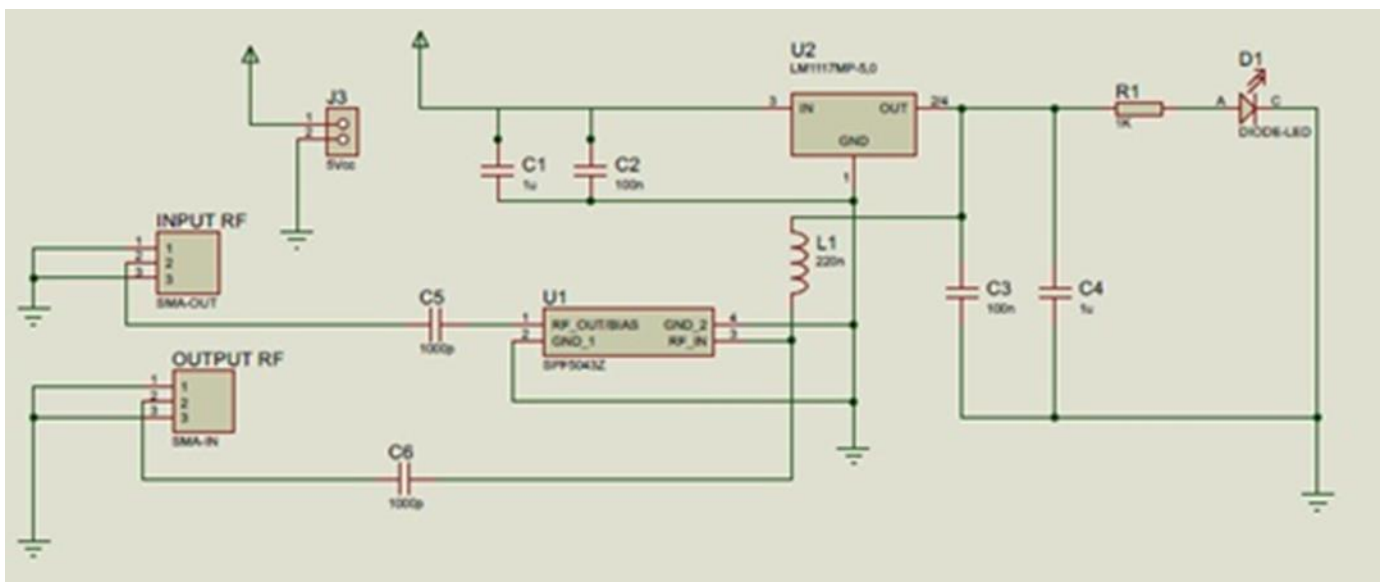 U2
LM1117MP-5,0
3
IN
OUT
2/4
GND
1
R1
1K
D1
A
C
DIODE-LED
J3
1
2
5Vcc
C1
1u
C2
100n
INPUT RF
1
2
3
1
2
3
SMA-OUT
L1
220n
C3
100n
C4
1u
C5
1000p
U1
1
2
RF_OUT/BIAS
GND_1
GND_2
RF_IN
4
3
SPF5043Z
OUTPUT RF
1
2
3
1
2
3
SMA-IN
C6
1000p